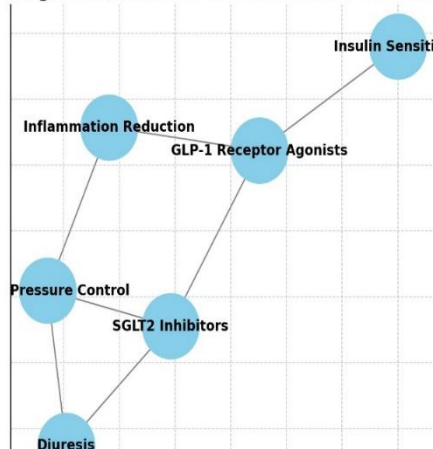 Insulin Sensiti
Inflammation Reduction
GLP-1 Receptor Agonists
Pressure Control
SGLT2 Inhibitors
Diuresis